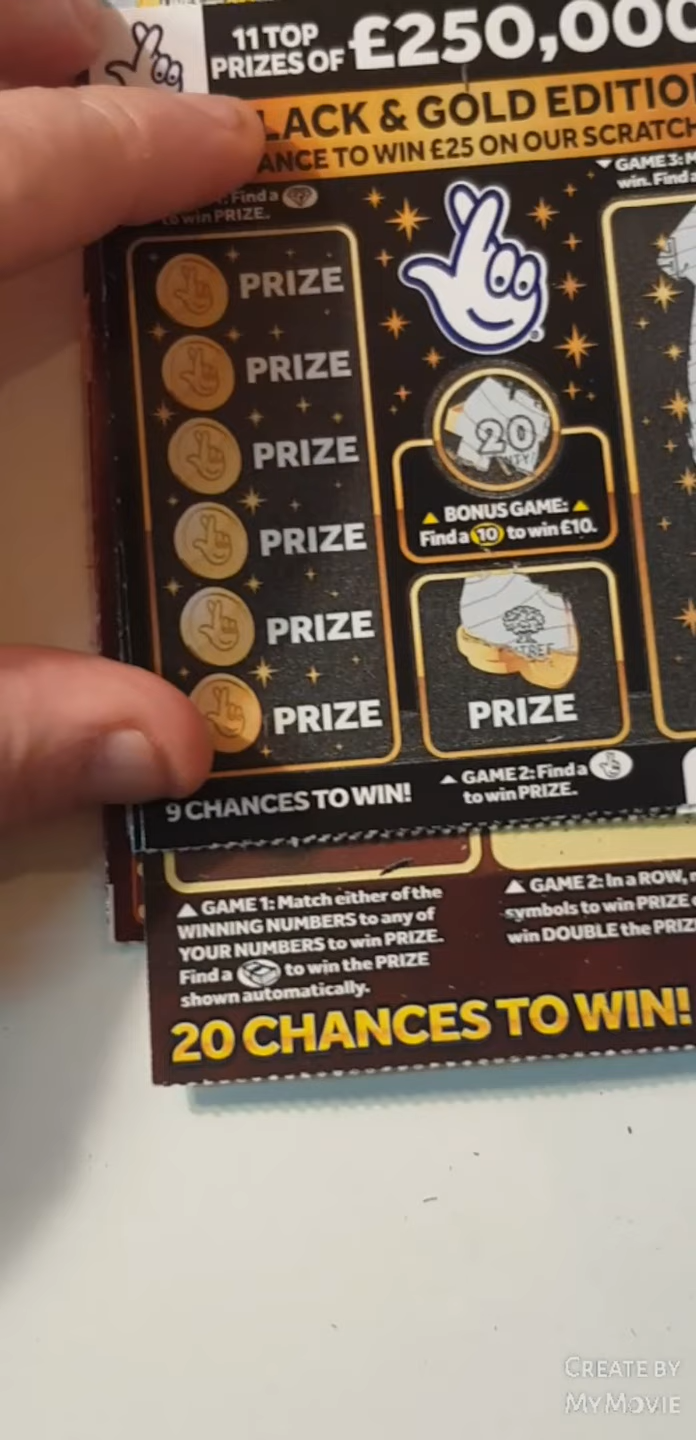 11 TOP
PRIZES OF £250,000
LACK & GOLD EDITIO
ANCE TO WIN £25 ON OUR SCRATCH
Find a
to win PRIZE.
GAME 3: M
win. Find a
PRIZE
PRIZE
PRIZE
PRIZE
PRIZE
PRIZE
20
TY
BONUS GAME:
Find a 10 to win £10.
TREE
PRIZE
9 CHANCES TO WIN!
GAME 2: Find a
to win PRIZE.
GAME 1: Match either of the
WINNING NUMBERS to any of
YOUR NUMBERS to win PRIZE.
Find a to win the PRIZE
shown automatically.
GAME 2: In a ROW,
symbols to win PRIZE
win DOUBLE the PRIZ
20 CHANCES TO WIN!
CREATE BY
MYMOVIE